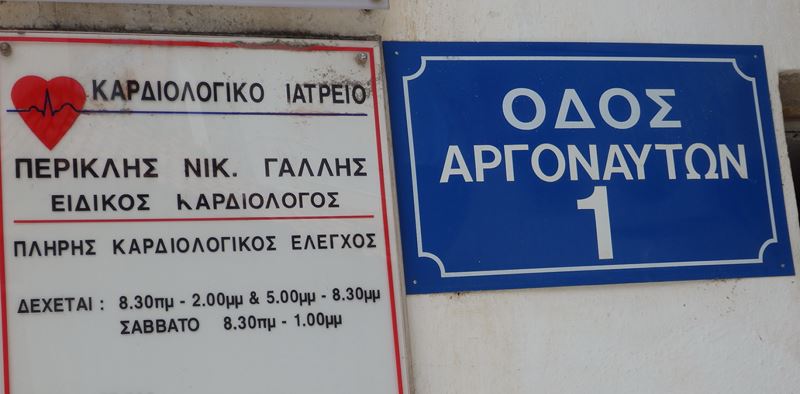 ΚΑΡΔΙΟΛΟΓΙΚΟ ΙΑΤΡΕΙΟ
ΠΕΡΙΚΛΗΣ ΝΙΚ. ΓΑΛΛΗΣ
ΕΙΔΙΚΟΣ ΚΑΡΔΙΟΛΟΓΟΣ
ΠΛΗΡΗΣ ΚΑΡΔΙΟΛΟΓΙΚΟΣ ΕΛΕΓΧΟΣ
ΔΕΧΕΤΑΙ : 8.30πμ - 2.00μμ & 5.00μμ - 8.30μμ
ΣΑΒΒΑΤΟ 8.30πμ - 1.00μμ
ΟΔΟΣ
ΑΡΓΟΝΑΥΤΩΝ
1